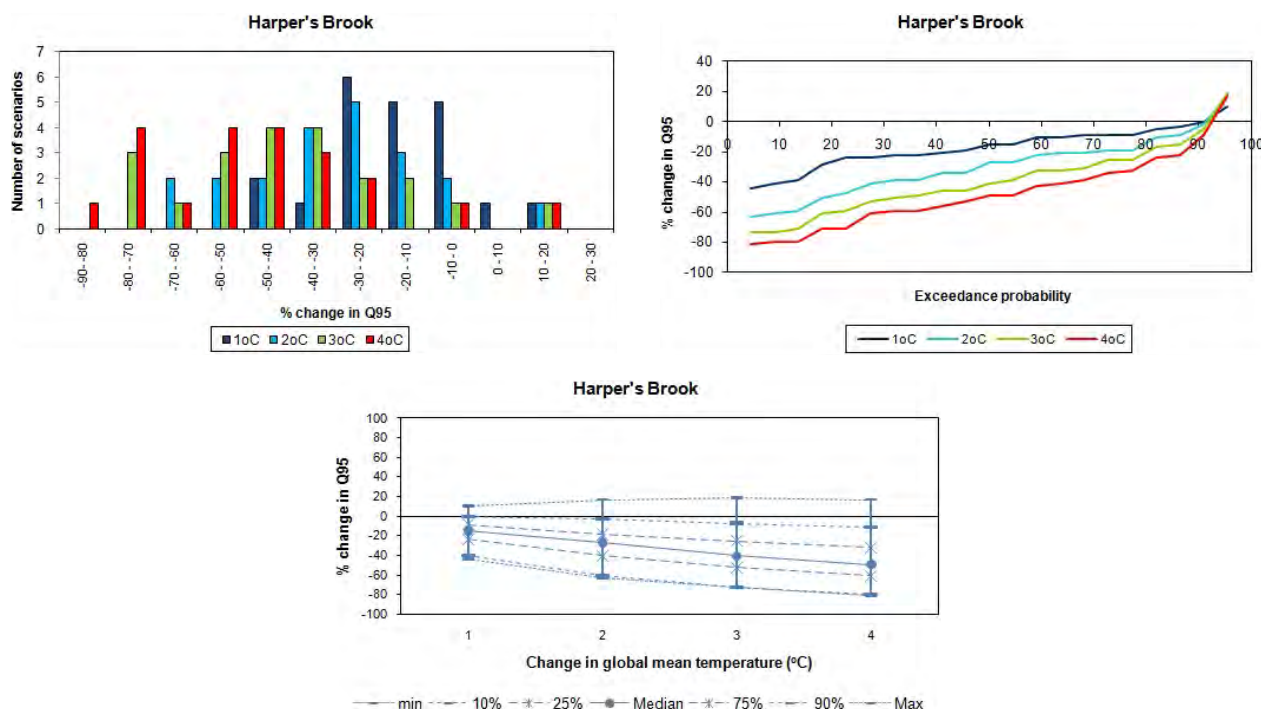 Harper's Brook
Number of scenarios
7
6
5
4
3
2
1
0
-90 - -80
-80 - -70
-70 - -60
-60 - -50
-50 - -40
-40 - -30
-30 - -20
-20 - -10
-10 - 0
0 - 10
10 - 20
20 - 30
% change in Q95
1oC 2oC 3oC 4oC
Harper's Brook
% change in Q95
40
20
0
-20
-40
-60
-80
-100
0 10 20 30 40 50 60 70 80 90 100
Exceedance probability
1oC 2oC 3oC 4oC
Harper's Brook
% change in Q95
100
80
60
40
20
0
-20
-40
-60
-80
-100
1 2 3 4
Change in global mean temperature (°C)
min 10% 25% Median 75% 90% Max